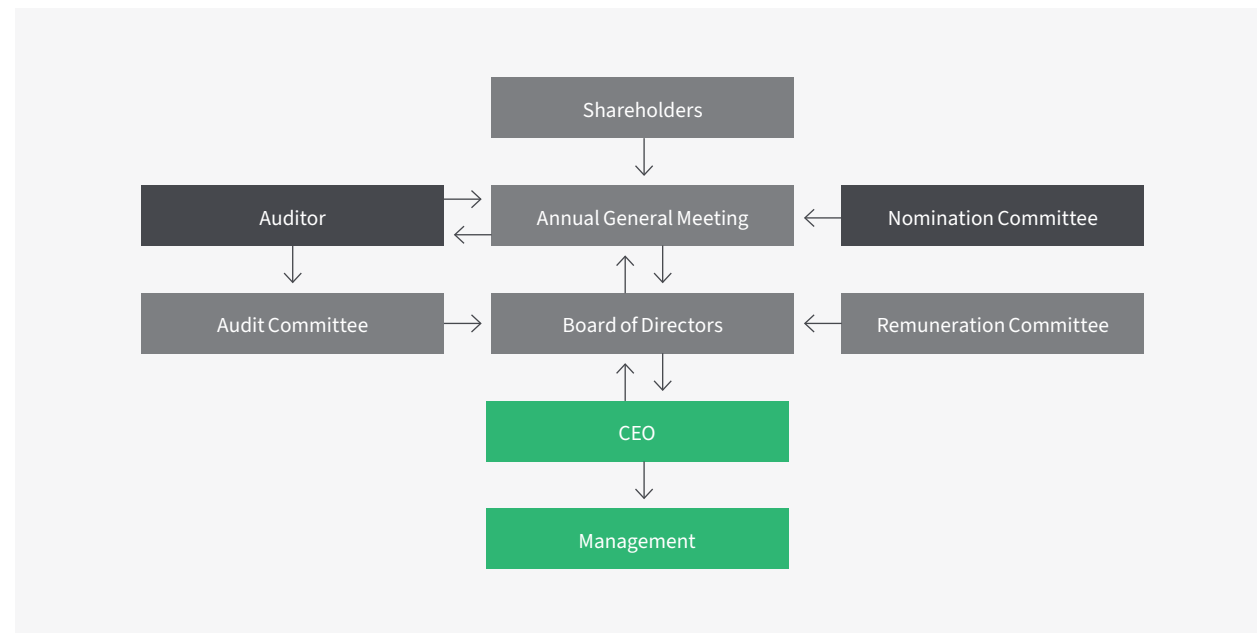 Shareholders
Auditor
Annual General Meeting
Nomination Committee
Audit Committee
Board of Directors
Remuneration Committee
CEO
Management